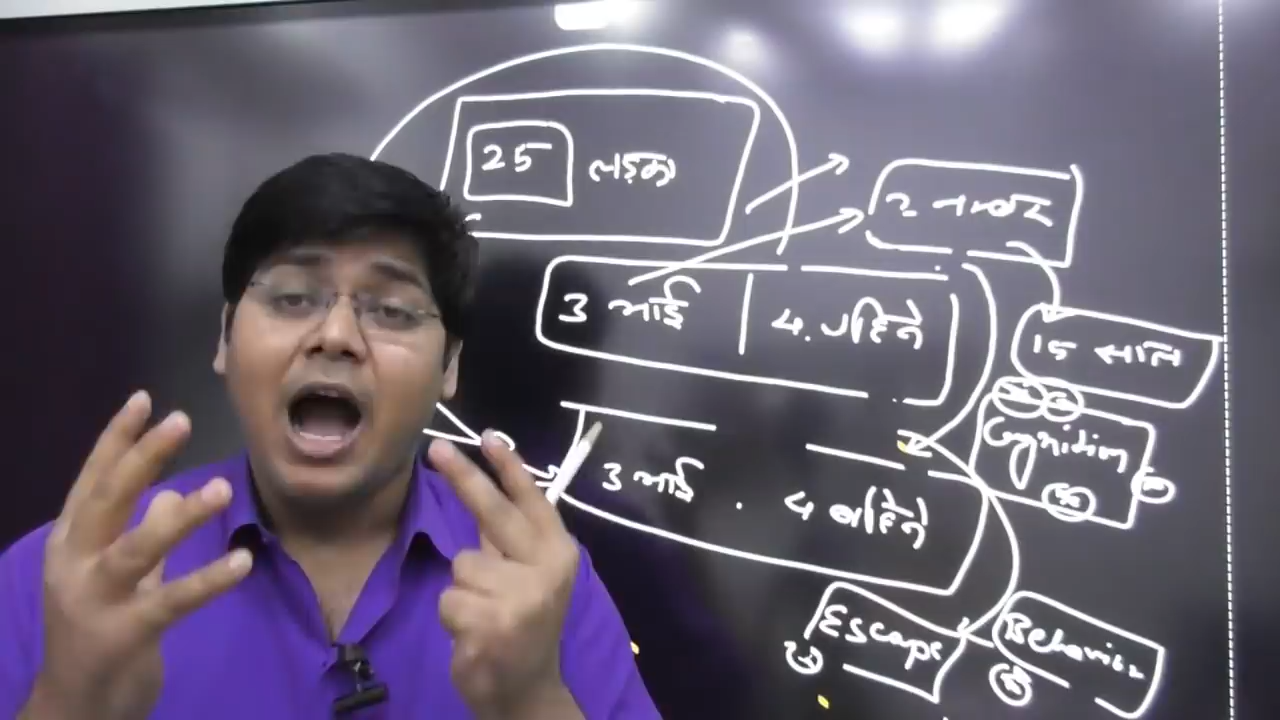 25 लड़का
3 भाई | 4. बहिने
15 साल
Cognition
3 भाई . 4 बहिने
Escape
Behavior